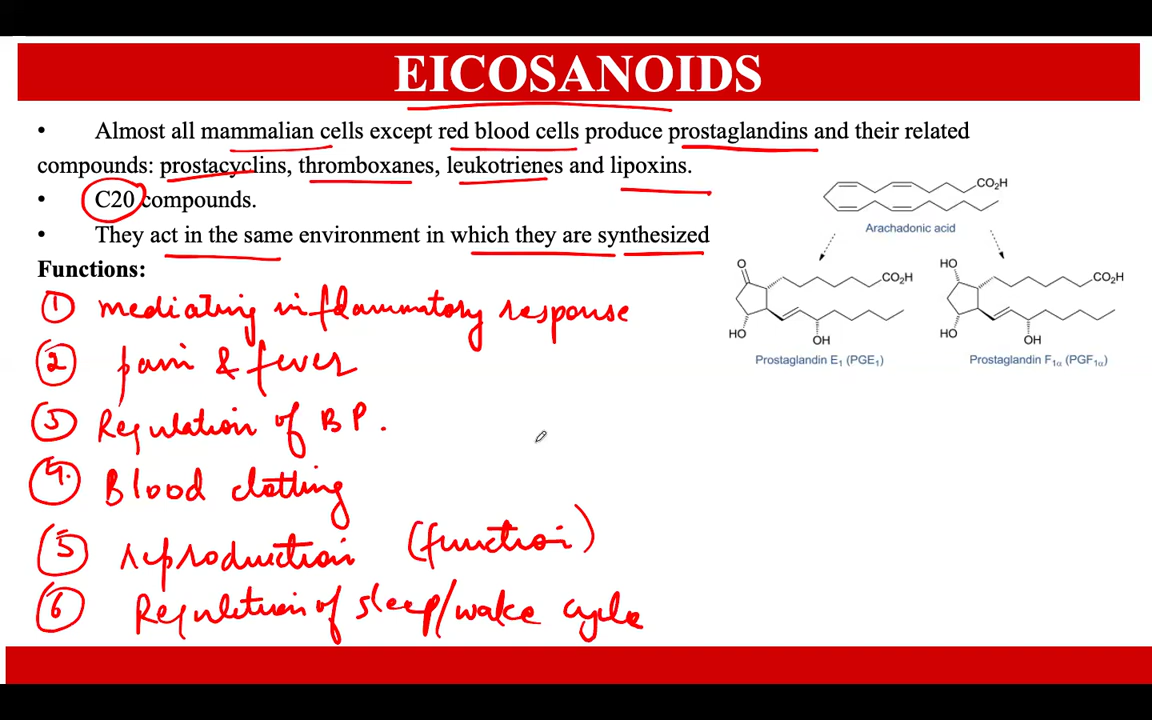 EICOSANOIDS
• Almost all mammalian cells except red blood cells produce prostaglandins and their related
compounds: prostacyclins, thromboxanes, leukotrienes and lipoxins.
• C20 compounds.
• They act in the same environment in which they are synthesized
Functions:
① mediating inflammatory response
② pain & fever
③ Regulation of BP.
④. Blood clotting
⑤ reproduction (function)
⑥ Regulation of sleep/wake cycle
CO₂H
Arachadonic acid
O
CO₂H
HO
OH
Prostaglandin E₁ (PGE₁)
HO
CO₂H
HO
OH
Prostaglandin F₁α (PGF₁α)